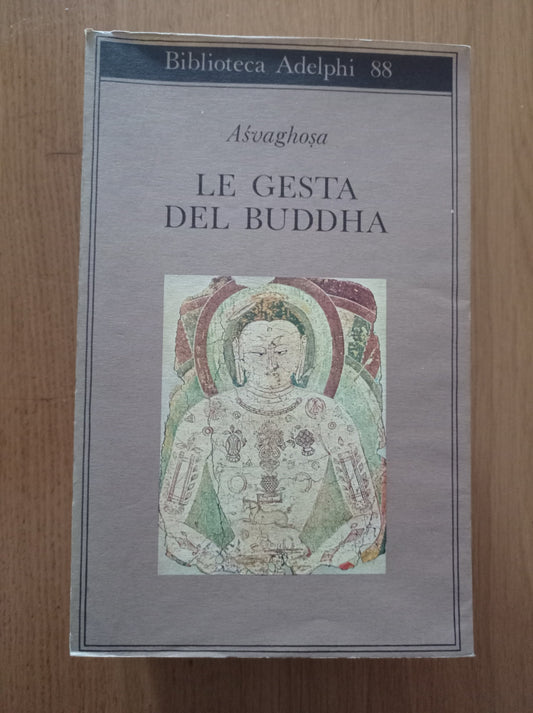 Biblioteca Adelphi 88
Aśvaghoṣa
LE GESTA
DEL BUDDHA